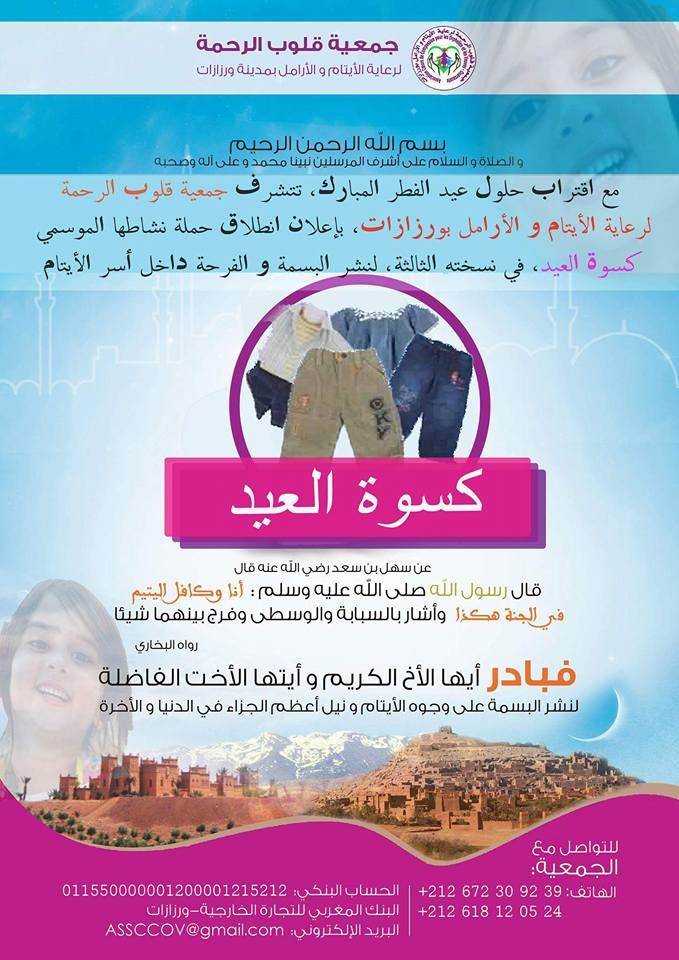 جمعية قلوب الرحمة
لرعاية الأيتام و الأرامل بمدينة ورزازات
بسم الله الرحمن الرحيم
و الصلاة و السلام على أشرف المرسلين نبينا محمد و على آله وصحبه
مع اقتراب حلول عيد الفطر المبارك، تتشرف جمعية قلوب الرحمة
لرعاية الأيتام و الأرامل بورزازات، بإعلان انطلاق حملة نشاطها الموسمي
كسوة العيد، في نسخته الثالثة، لنشر البسمة و الفرحة داخل أسر الأيتام
CKY
كسوة العيد
عن سهل بن سعد رضي الله عنه قال
قال رسول الله صلى الله عليه وسلم : أنا وكافل اليتيم
في الجنة هكذا وأشار بالسبابة والوسطى وفرج بينهما شيئا
رواه البخاري
فبادر أيها الأخ الكريم و أيتها الأخت الفاضلة
لنشر البسمة على وجوه الأيتام و نيل أعظم الجزاء في الدنيا و الأخرة
للتواصل مع
الجمعية:
الهاتف: +212 672 30 92 39
+212 618 12 05 24
الحساب البنكي: 011550000001200001215212
البنك المغربي للتجارة الخارجية-ورزازات
البريد الإلكتروني: ASSCCOV@gmail.com